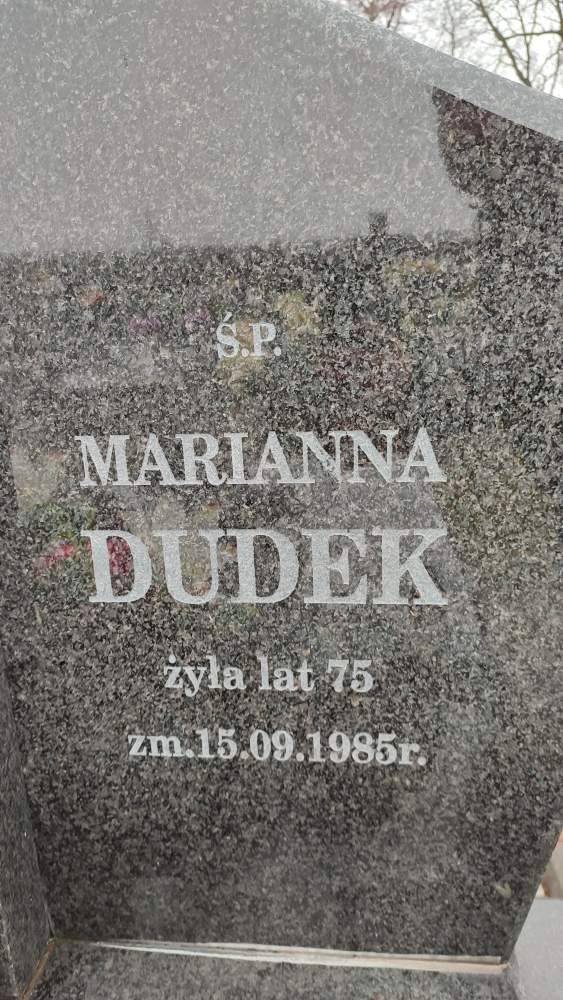 Ś.P.
MARIANNA
DUDEK
żyła lat 75
zm.15.09.1985r.